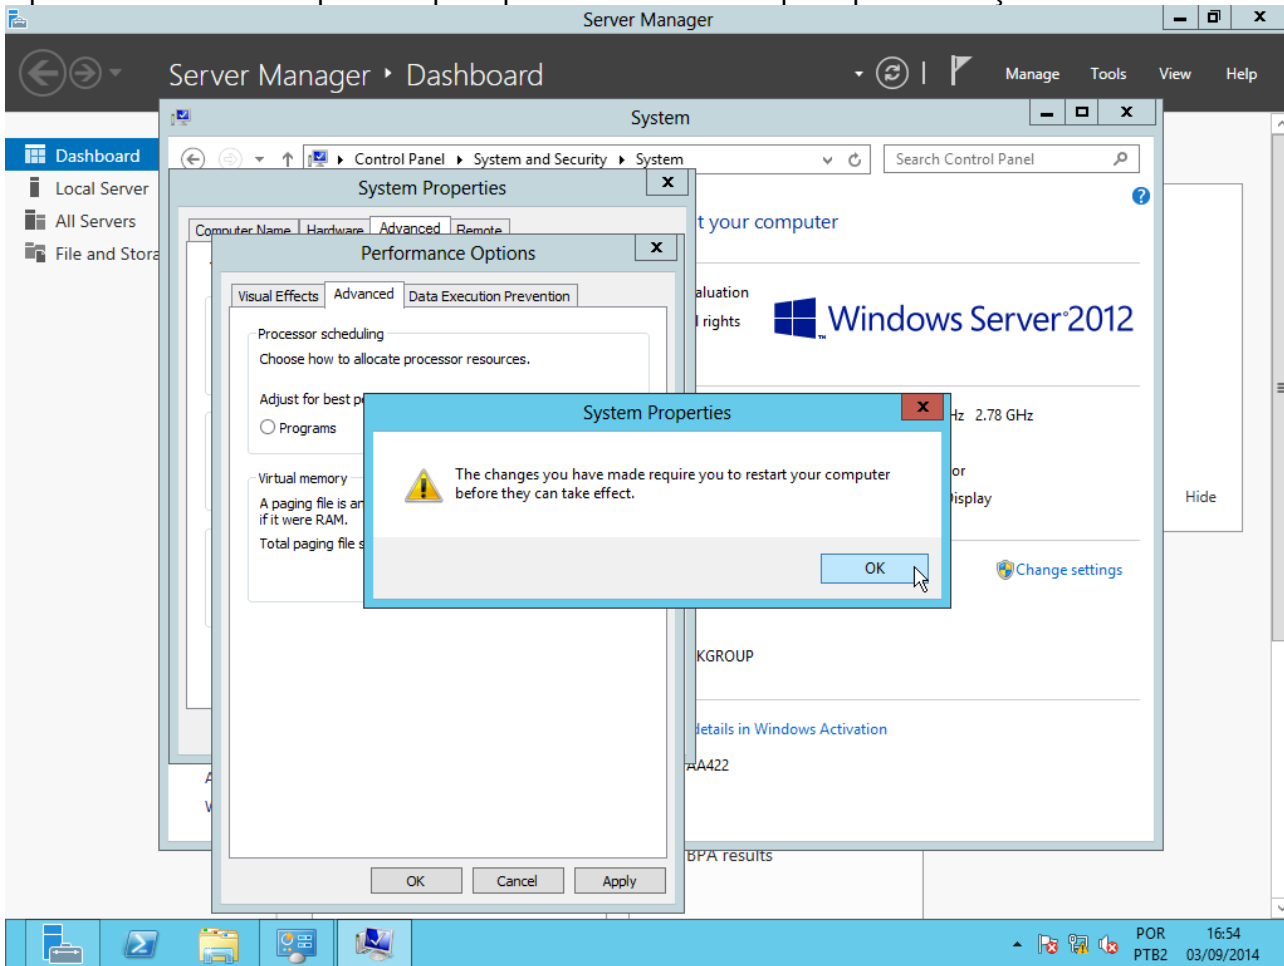 Server Manager
Server Manager • Dashboard
Manage Tools View Help
System
Dashboard
Local Server
All Servers
File and Stora
Control Panel System and Security System
Search Control Panel
System Properties
t your computer
Computer Name Hardware Advanced Remote
Performance Options
Visual Effects Advanced Data Execution Prevention
aluation
l rights
Windows Server 2012
Processor scheduling
Choose how to allocate processor resources.
Adjust for best p
Programs
System Properties
Hz 2.78 GHz
The changes you have made require you to restart your computer
before they can take effect.
or
isplay
Hide
Virtual memory
A paging file is an
if it were RAM.
Total paging file s
OK
Change settings
KGROUP
details in Windows Activation
AA422
BPA results
OK Cancel Apply
POR 16:54
PTB2 03/09/2014